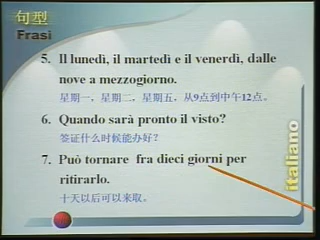 句型
Frasi
5. Il lunedì, il martedì e il venerdì, dalle
nove a mezzogiorno.
星期一，星期二，星期五，从9点到中午12点。
6. Quando sarà pronto il visto?
签证什么时候能办好？
7. Può tornare fra dieci giorni per
ritirarlo.
十天以后可以来取。
italiano